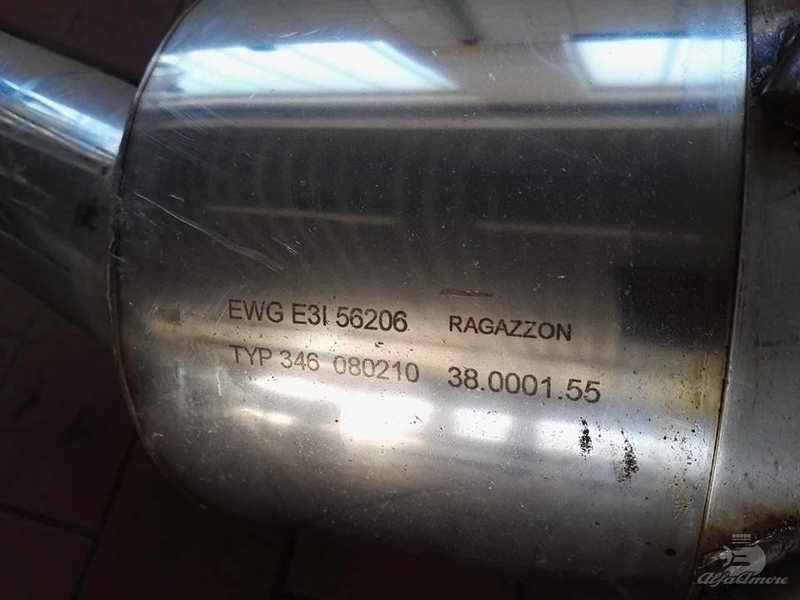 EWG E3I 56206 RAGAZZON
TYP 346 080210 38.0001.55
AlfaAmore